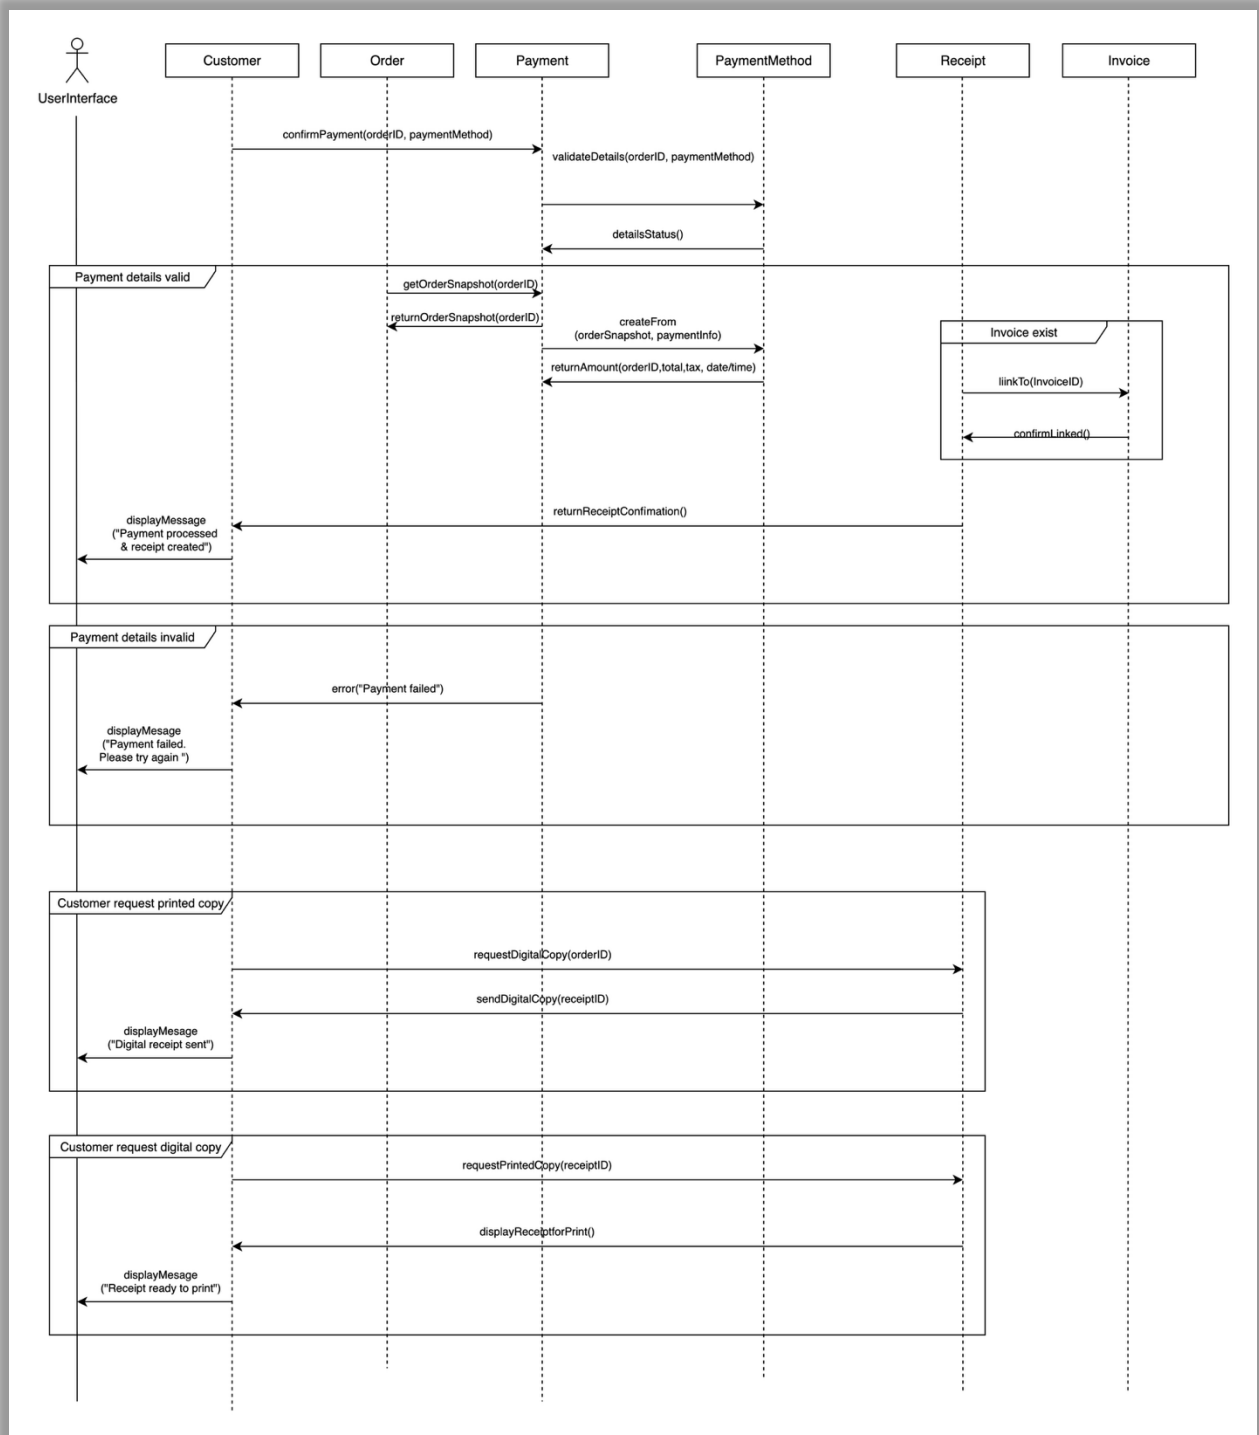 Customer
Order
Payment
PaymentMethod
Receipt
Invoice
UserInterface
confirmPayment(orderID, paymentMethod)
validateDetails(orderID, paymentMethod)
detailsStatus()
Payment details valid
getOrderSnapshot(orderID)
returnOrderSnapshot(orderID)
createFrom
(orderSnapshot, paymentInfo)
Invoice exist
returnAmount(orderID,total,tax, date/time)
liinkTo(InvoiceID)
confirmLinked()
returnReceiptConfimation()
displayMessage
("Payment processed
& receipt created")
Payment details invalid
error("Payment failed")
displayMesage
("Payment failed.
Please try again ")
Customer request printed copy
requestDigitalCopy(orderID)
sendDigitalCopy(receiptID)
displayMesage
("Digital receipt sent")
Customer request digital copy
requestPrintedCopy(receiptID)
displayReceiptforPrint()
displayMesage
("Receipt ready to print")